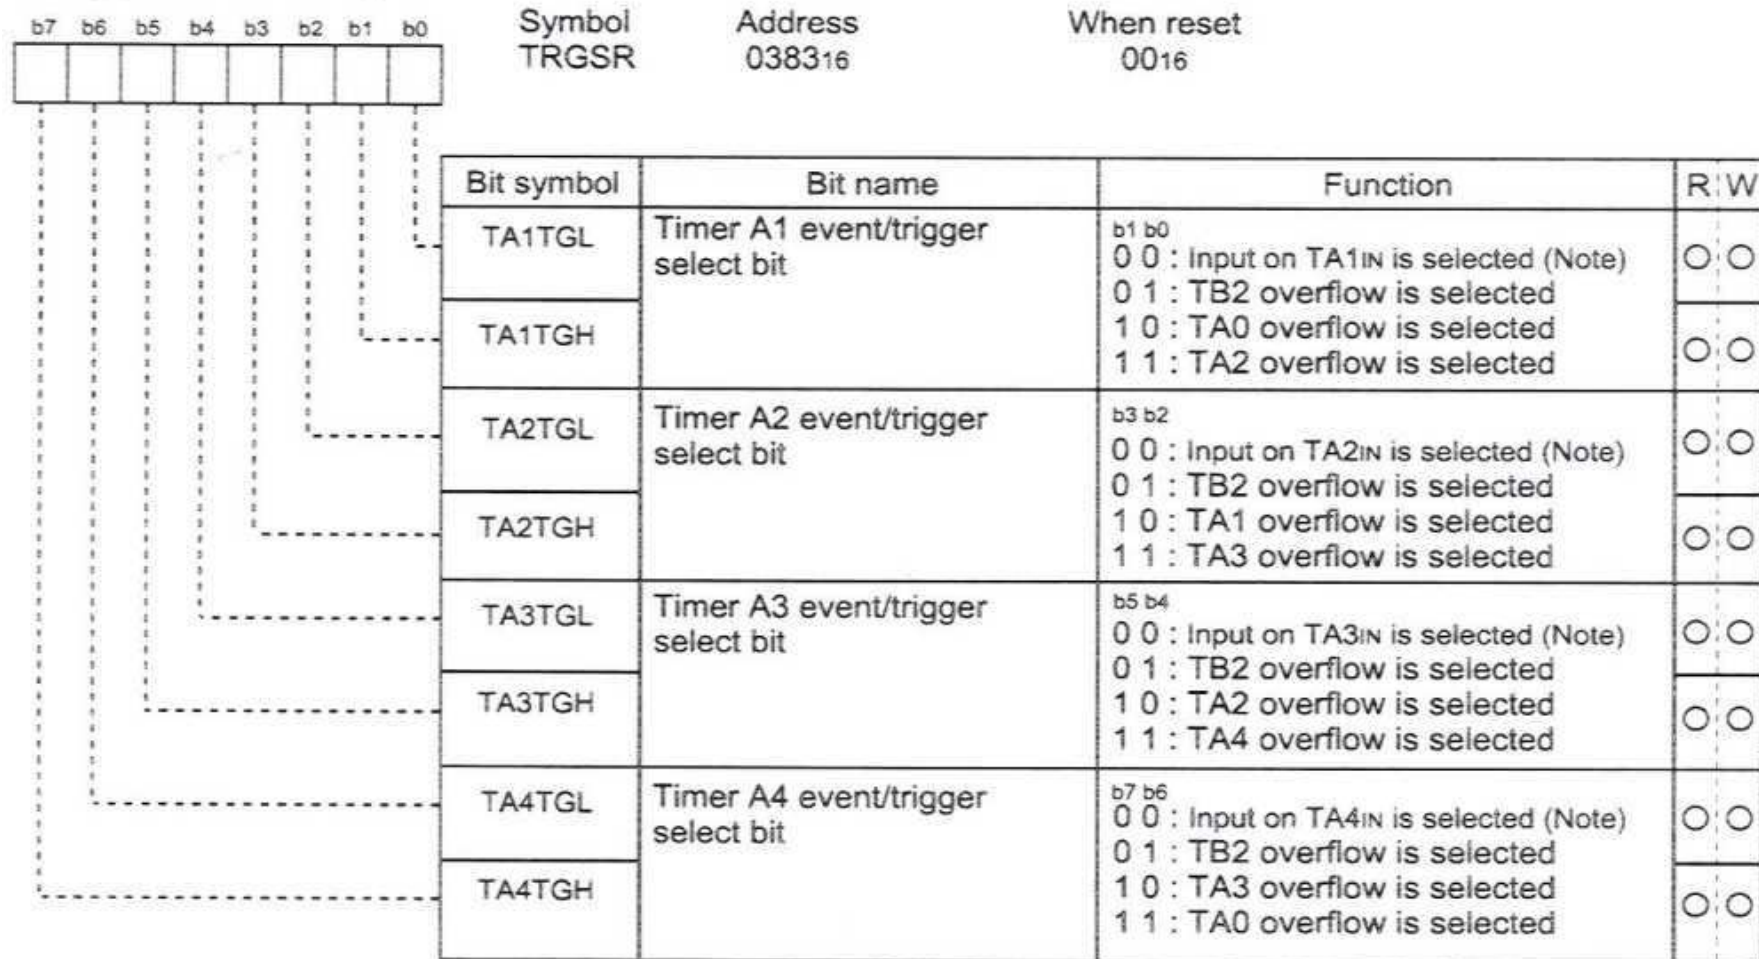 b7 b6 b5 b4 b3 b2 b1 b0
Symbol Address When reset
TRGSR 038316 0016
Bit symbol Bit name Function R W
TA1TGL Timer A1 event/trigger
select bit
b1 b0
0 0 : Input on TA1IN is selected (Note)
0 1 : TB2 overflow is selected
TA1TGH
1 0 : TA0 overflow is selected
1 1 : TA2 overflow is selected
TA2TGL Timer A2 event/trigger
select bit
b3 b2
0 0 : Input on TA2IN is selected (Note)
0 1 : TB2 overflow is selected
TA2TGH
1 0 : TA1 overflow is selected
1 1 : TA3 overflow is selected
TA3TGL Timer A3 event/trigger
select bit
b5 b4
0 0 : Input on TA3IN is selected (Note)
0 1 : TB2 overflow is selected
TA3TGH
1 0 : TA2 overflow is selected
1 1 : TA4 overflow is selected
TA4TGL Timer A4 event/trigger
select bit
b7 b6
0 0 : Input on TA4IN is selected (Note)
0 1 : TB2 overflow is selected
TA4TGH
1 0 : TA3 overflow is selected
1 1 : TA0 overflow is selected